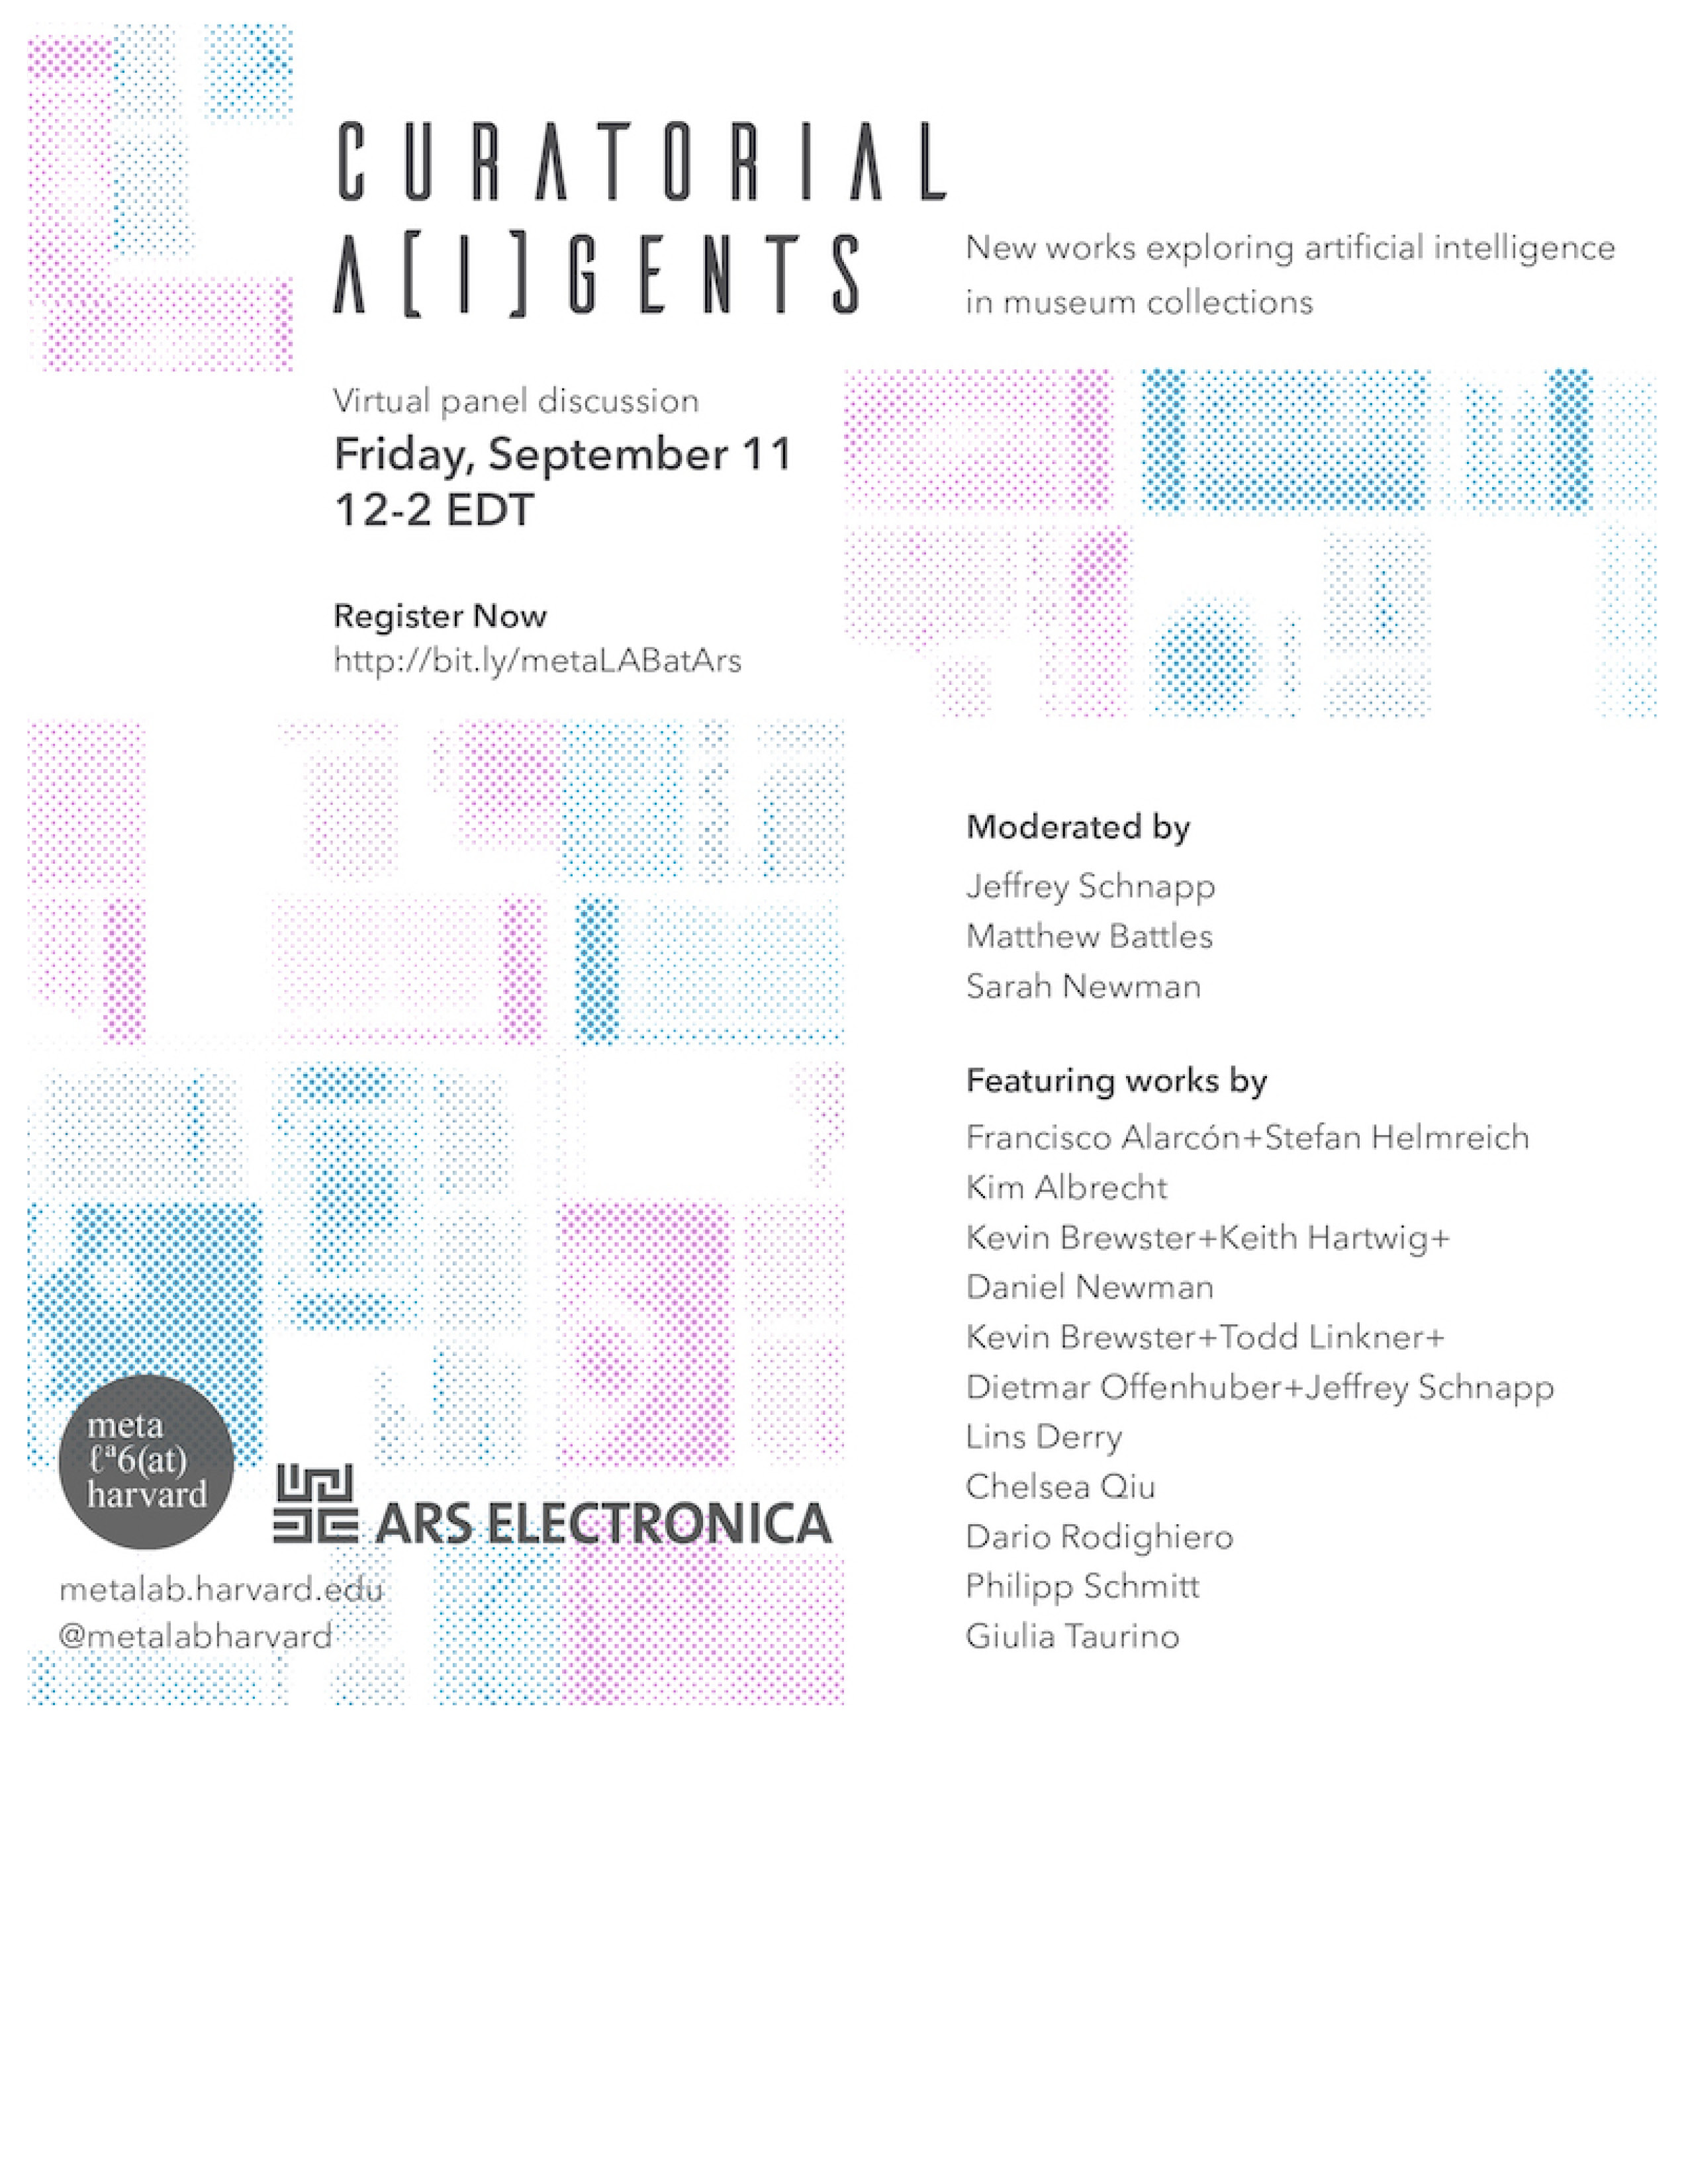 CURATORIAL
A[I]GENTS
New works exploring artificial intelligence
in museum collections
Virtual panel discussion
Friday, September 11
12-2 EDT
Register Now
http://bit.ly/metaLABatArs
Moderated by
Jeffrey Schnapp
Matthew Battles
Sarah Newman
Featuring works by
Francisco Alarcón+Stefan Helmreich
Kim Albrecht
Kevin Brewster+Keith Hartwig+
Daniel Newman
Kevin Brewster+Todd Linkner+
Dietmar Offenhuber+Jeffrey Schnapp
Lins Derry
Chelsea Qiu
Dario Rodighiero
Philipp Schmitt
Giulia Taurino
meta
ℓª6(at)
harvard
ARS ELECTRONICA
metalab.harvard.edu
@metalabharvard